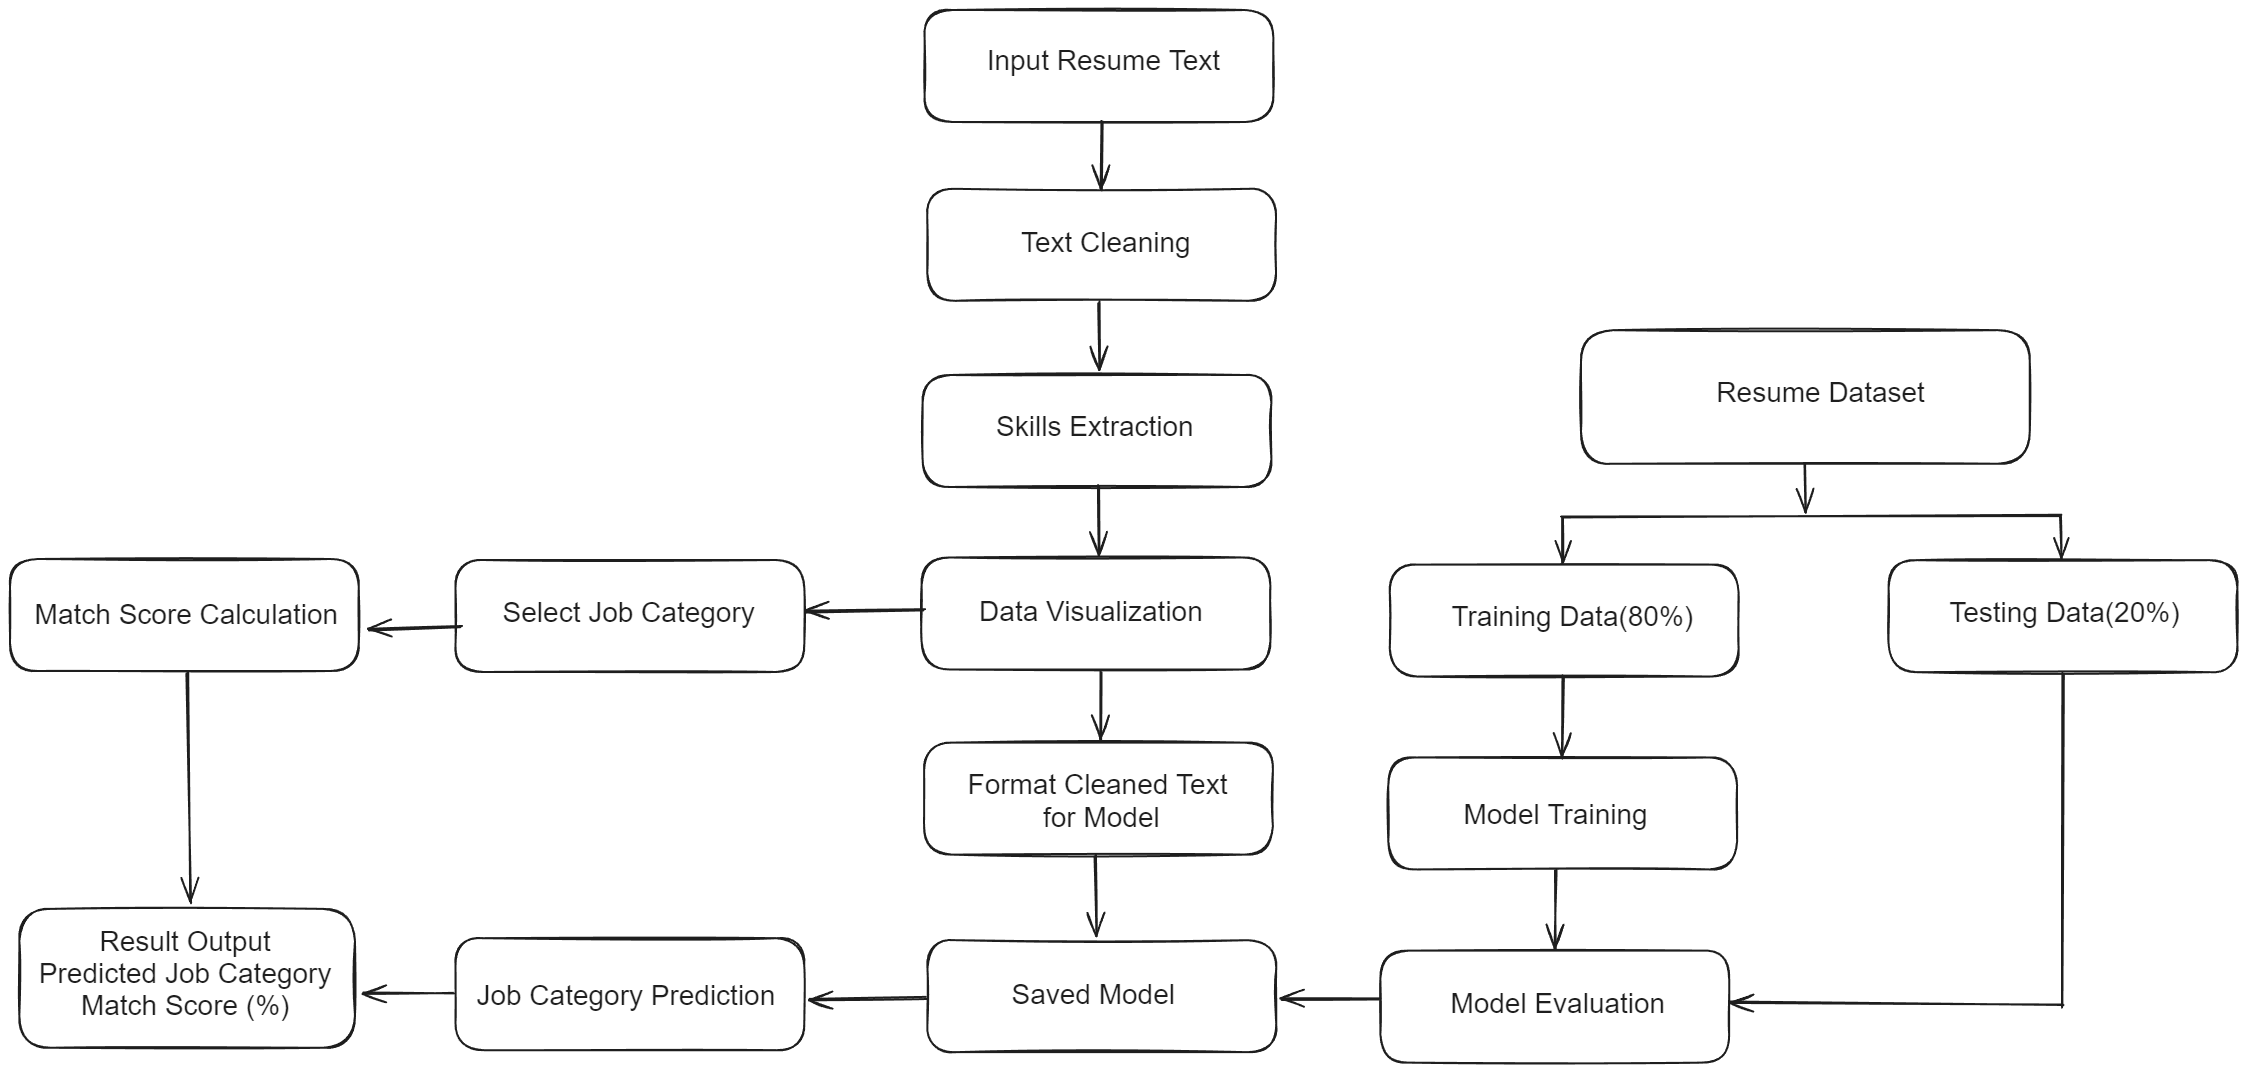 Input Resume Text
Text Cleaning
Skills Extraction
Resume Dataset
Match Score Calculation
Select Job Category
Data Visualization
Training Data(80%)
Testing Data(20%)
Format Cleaned Text
for Model
Model Training
Result Output
Predicted Job Category
Match Score (%)
Job Category Prediction
Saved Model
Model Evaluation